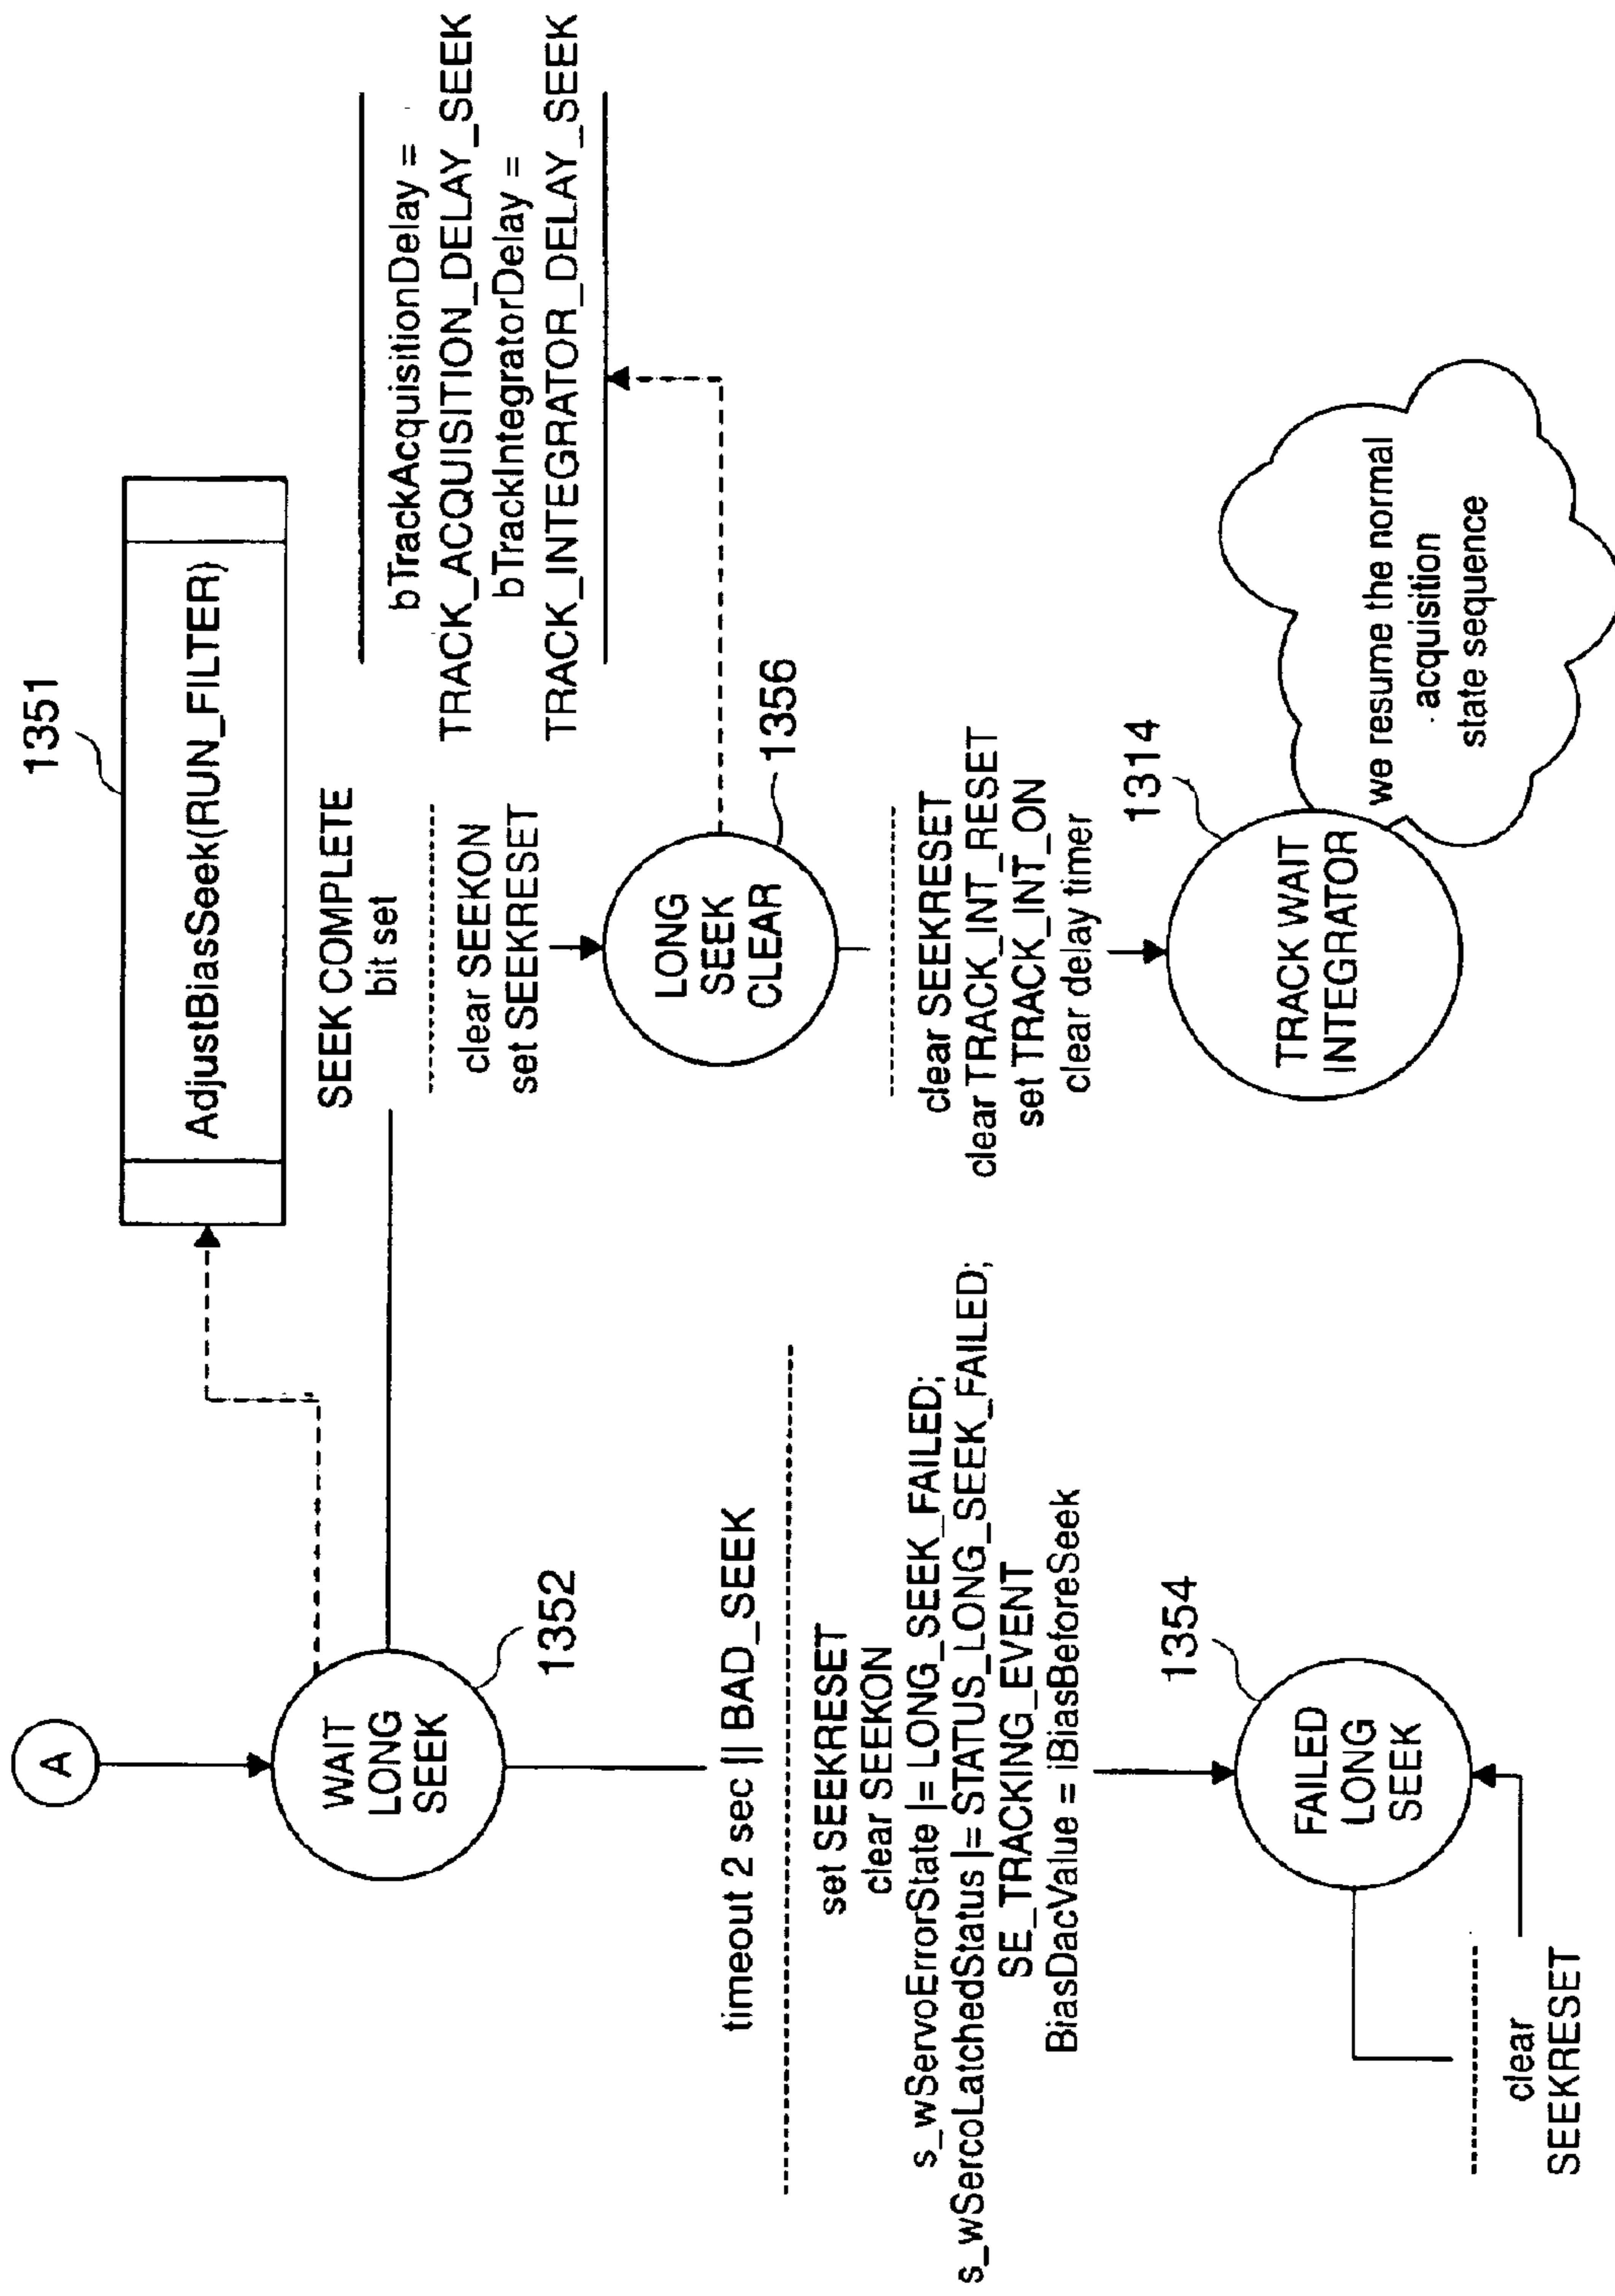 A
WAIT
LONG
SEEK
1352
1351
AdjustBiasSeek(RUN_FILTER)
SEEK COMPLETE
bit set
clear SEEKON
set SEEKRESET
LONG
SEEK
CLEAR
1356
bTrackAcquisitionDelay =
TRACK_ACQUISITION_DELAY_SEEK
bTrackIntegratorDelay =
TRACK_INTEGRATOR_DELAY_SEEK
clear SEEKRESET
clear TRACK_INT_RESET
set TRACK_INT_ON
clear delay timer
1314
TRACK WAIT
INTEGRATOR
we resume the normal
acquisition
state sequence
timeout 2 sec || BAD_SEEK
set SEEKRESET
clear SEEKON
s_wServoErrorState |= LONG_SEEK_FAILED;
s_wSercoLatchedStatus |= STATUS_LONG_SEEK_FAILED;
SE_TRACKING_EVENT
BiasDacValue = iBiasBeforeSeek
1354
FAILED
LONG
SEEK
clear
SEEKRESET